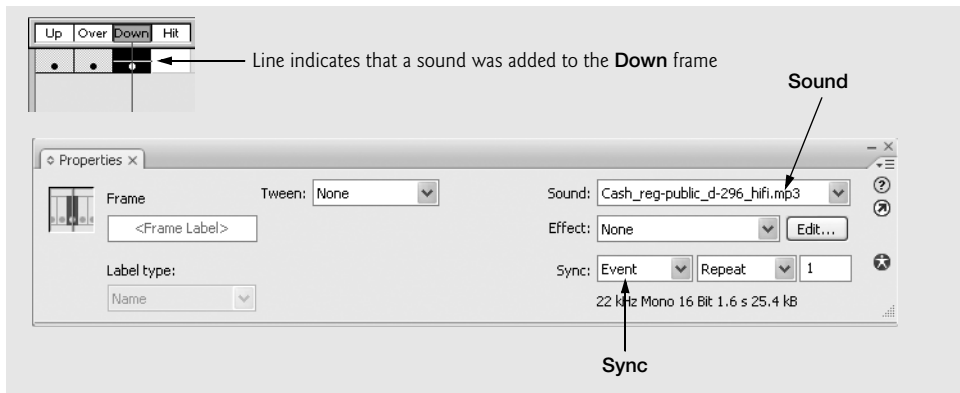 Up Over Down Hit
Line indicates that a sound was added to the Down frame
Sound
Properties
Frame Tween: None Sound: Cash_reg-public_d-296_hifi.mp3
<Frame Label> Effect: None Edit...
Label type: Sync: Event Repeat 1
Name 22 kHz Mono 16 Bit 1.6 s 25.4 kB
Sync